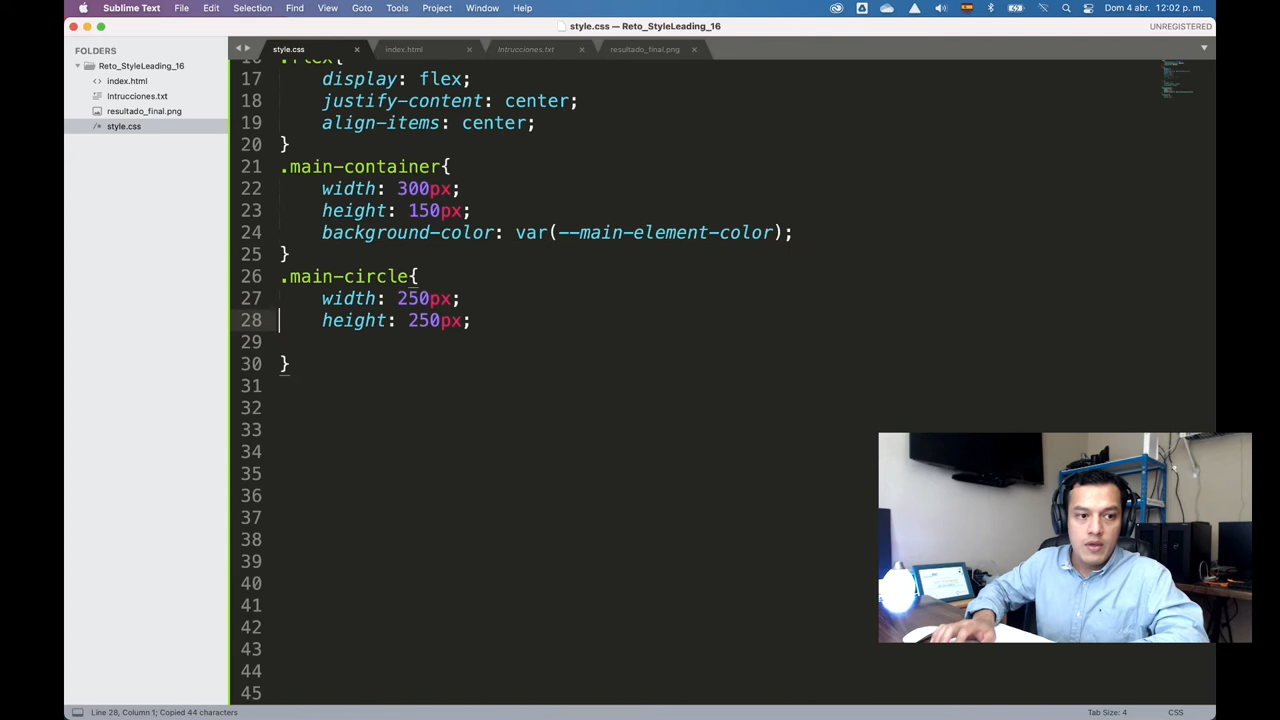 Sublime Text File Edit Selection Find View Goto Tools Project Window Help Dom 4 abr. 12:02 p. m.
style.css — Reto_StyleLeading_16 UNREGISTERED
FOLDERS
Reto_StyleLeading_16
index.html
Intrucciones.txt
resultado_final.png
style.css
style.css index.html Intrucciones.txt resultado_final.png
16 .flex{
17 display: flex;
18 justify-content: center;
19 align-items: center;
20 }
21 .main-container{
22 width: 300px;
23 height: 150px;
24 background-color: var(--main-element-color);
25 }
26 .main-circle{
27 width: 250px;
28 height: 250px;
29
30 }
31
32
33
34
35
36
37
38
39
40
41
42
43
44
45
Line 28, Column 1; Copied 44 characters Tab Size: 4 CSS